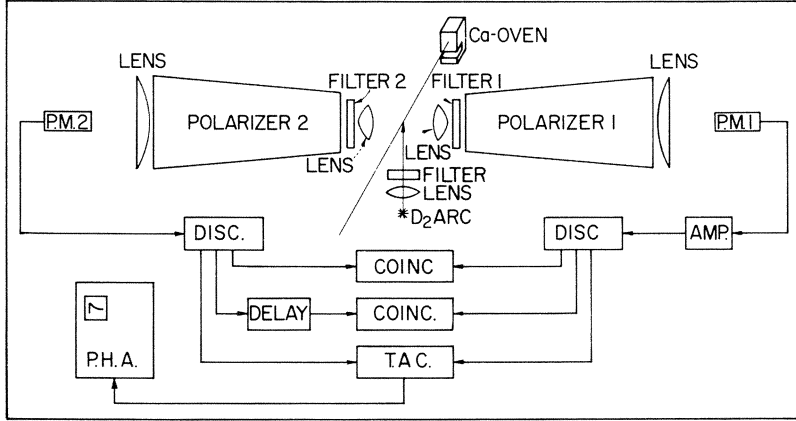 Ca-OVEN
LENS
LENS
FILTER 2
FILTER 1
P.M.2
POLARIZER 2
POLARIZER 1
P.M.1
LENS
LENS
FILTER
LENS
D₂ARC
DISC.
DISC
AMP.
COINC
DELAY
COINC.
7
P.H.A.
T.A C.